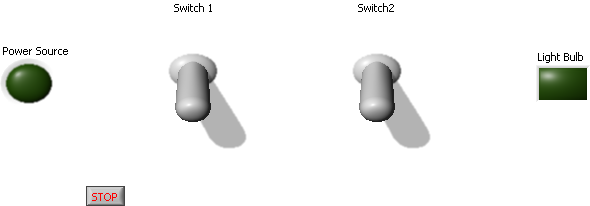 Switch 1
Switch2
Power Source
Light Bulb
STOP